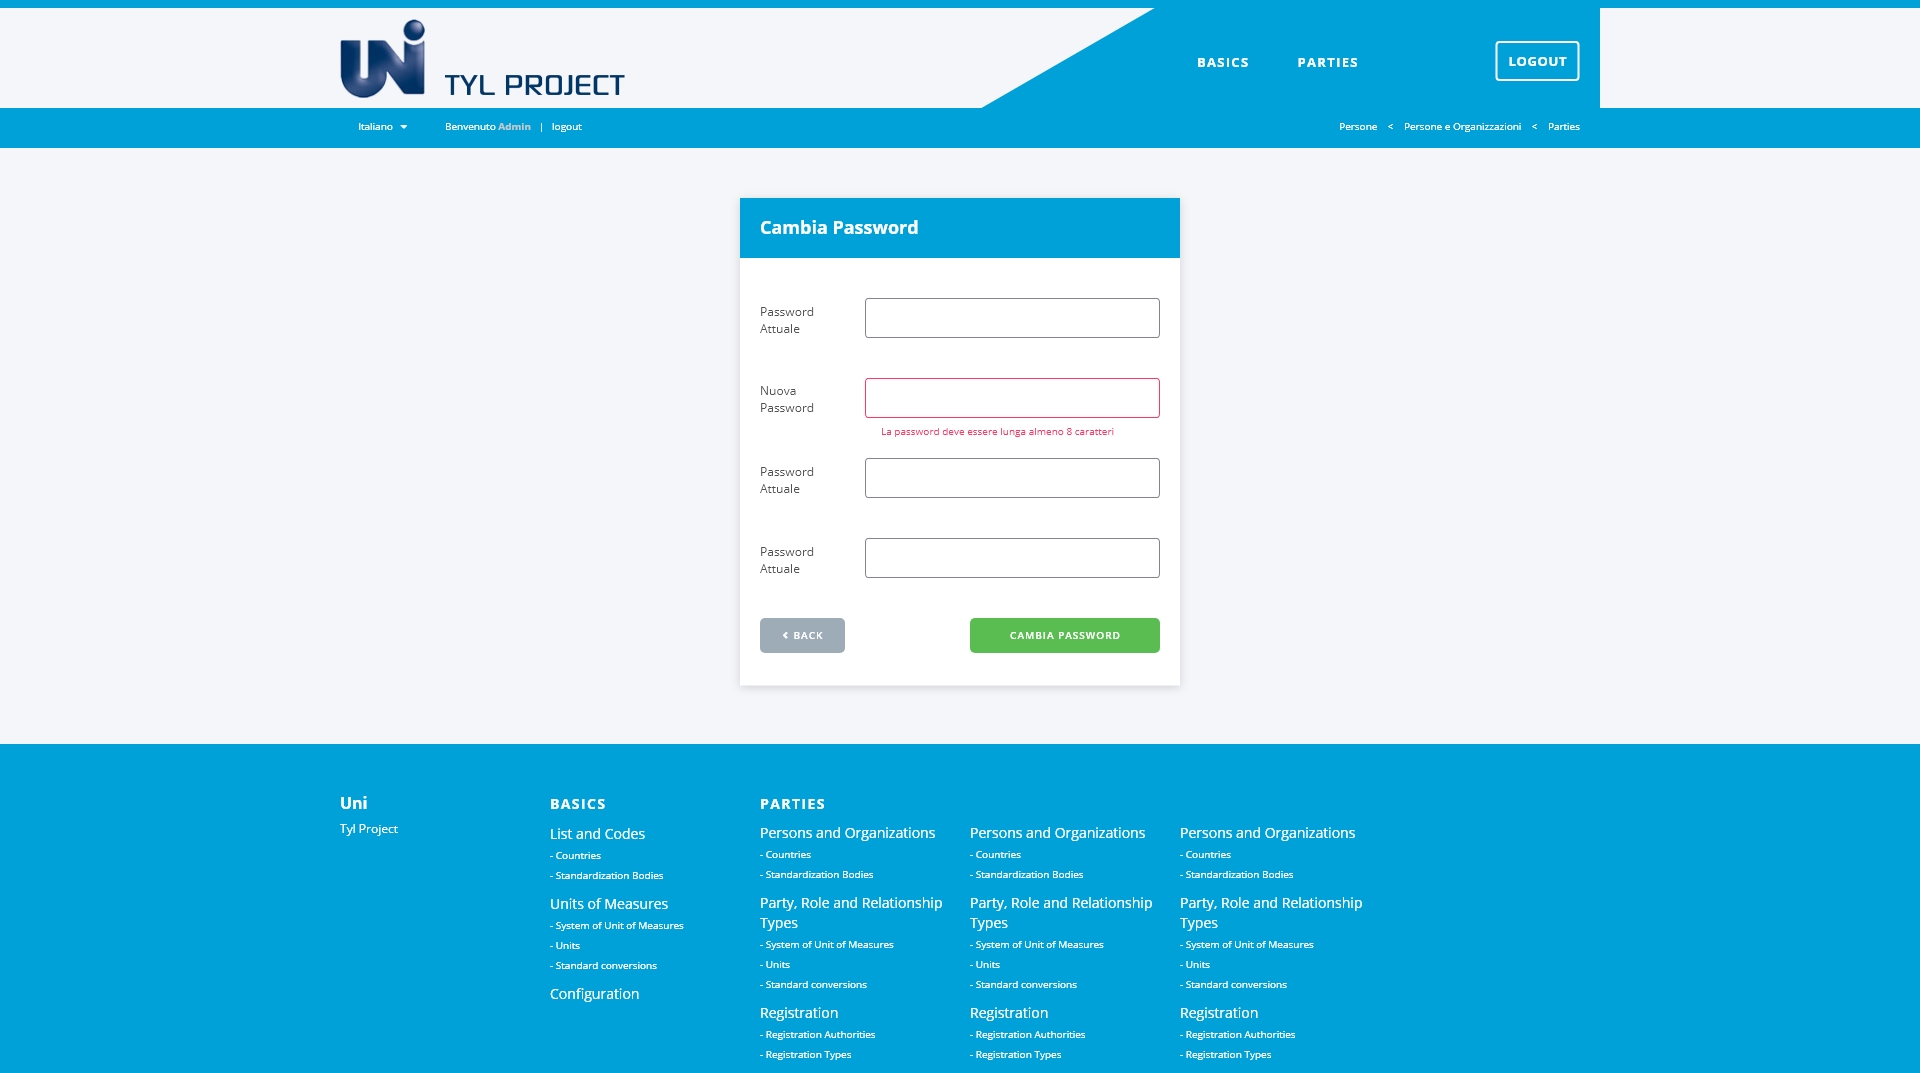 UNI TYL PROJECT
BASICS PARTIES LOGOUT
Italiano Benvenuto Admin | logout
Persone < Persone e Organizzazioni < Parties
Cambia Password
Password
Attuale
Nuova
Password
La password deve essere lunga almeno 8 caratteri
Password
Attuale
Password
Attuale
BACK
CAMBIA PASSWORD
Uni
Tyl Project
BASICS
List and Codes
- Countries
- Standardization Bodies
Units of Measures
- System of Unit of Measures
- Units
- Standard conversions
Configuration
PARTIES
Persons and Organizations
- Countries
- Standardization Bodies
Party, Role and Relationship
Types
- System of Unit of Measures
- Units
- Standard conversions
Registration
- Registration Authorities
- Registration Types
Persons and Organizations
- Countries
- Standardization Bodies
Party, Role and Relationship
Types
- System of Unit of Measures
- Units
- Standard conversions
Registration
- Registration Authorities
- Registration Types
Persons and Organizations
- Countries
- Standardization Bodies
Party, Role and Relationship
Types
- System of Unit of Measures
- Units
- Standard conversions
Registration
- Registration Authorities
- Registration Types